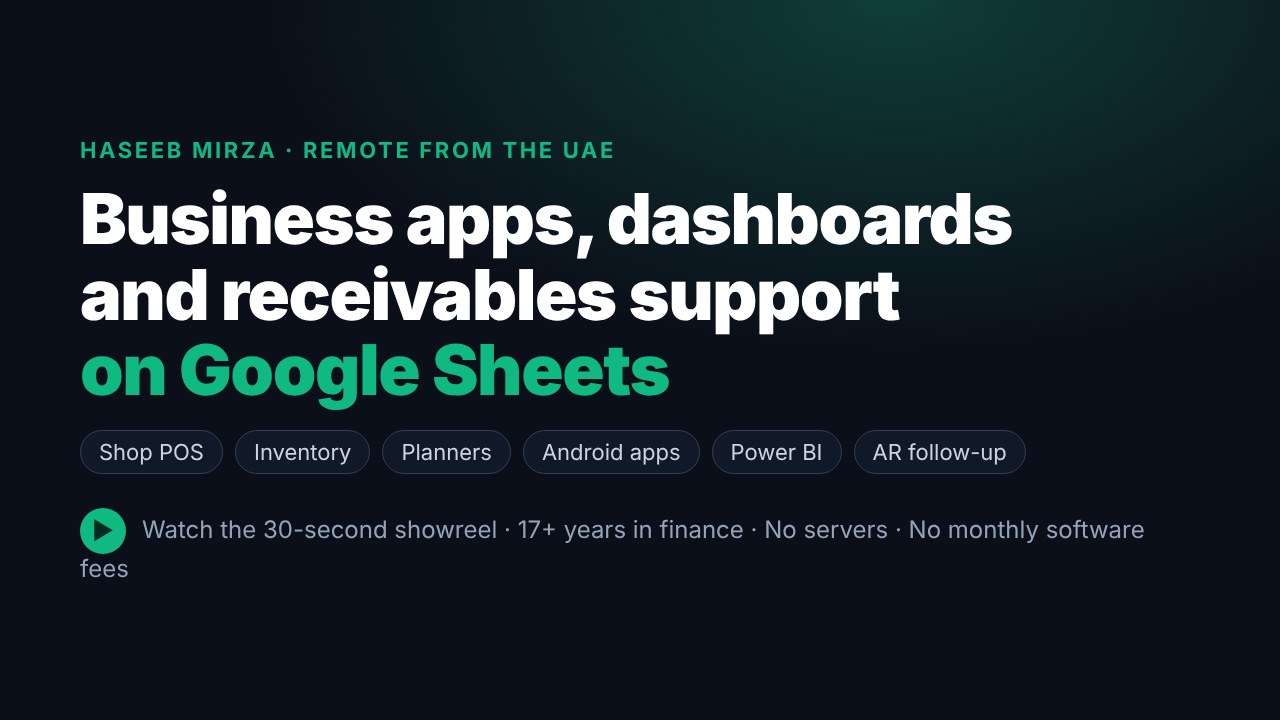 HASEEB MIRZA · REMOTE FROM THE UAE
Business apps, dashboards
and receivables support
on Google Sheets
Shop POS Inventory Planners Android apps Power BI AR follow-up
Watch the 30-second showreel · 17+ years in finance · No servers · No monthly software
fees